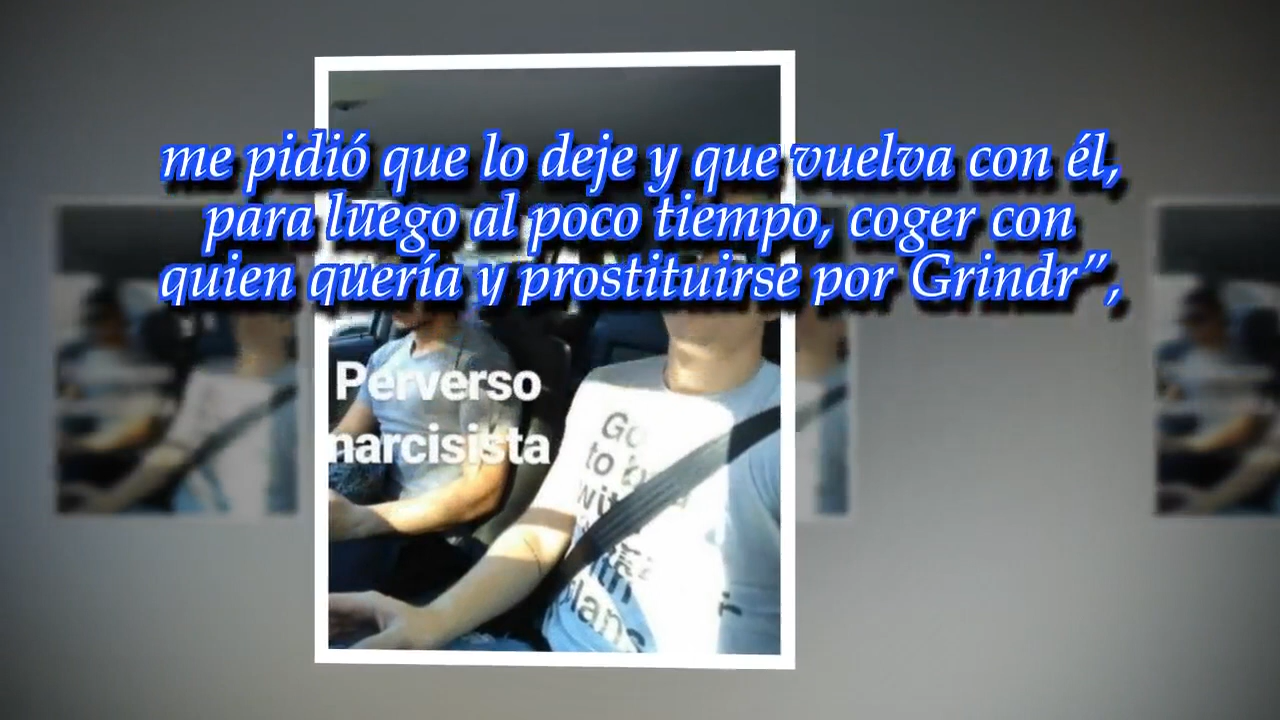 me pidió que lo deje y que vuelva con él,
para luego al poco tiempo, coger con
quien quería y prostituirse por Grindr”,
Perverso
narcisista
to